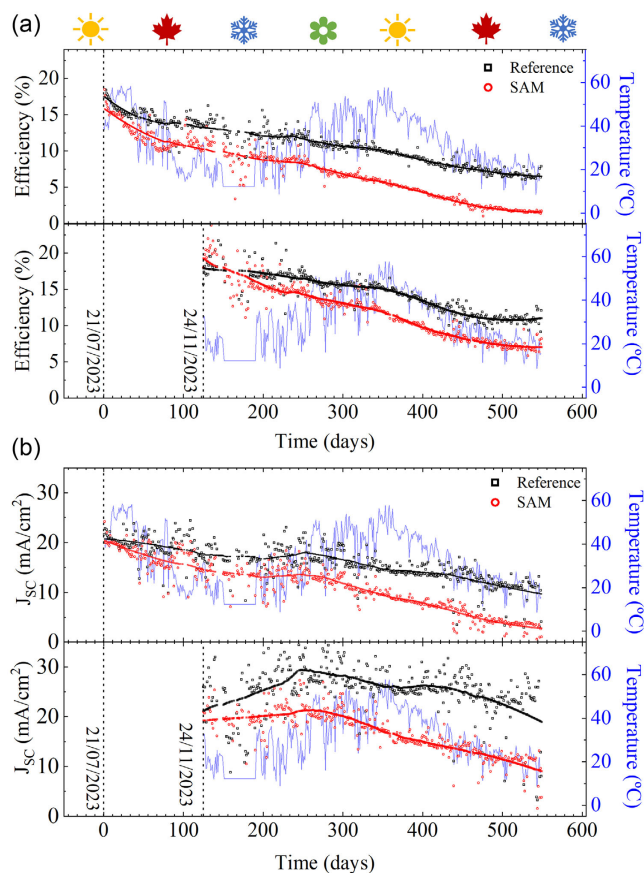 (a)
Efficiency (%)
20
15
10
5
0
Reference
SAM
60
40
20
0
Temperature (°C)
Efficiency (%)
20
15
10
5
0
21/07/2023
24/11/2023
60
40
20
0
Temperature (°C)
0 100 200 300 400 500 600
Time (days)
(b)
J_SC (mA/cm²)
30
20
10
0
Reference
SAM
60
40
20
0
Temperature (°C)
J_SC (mA/cm²)
30
20
10
0
21/07/2023
24/11/2023
60
40
20
0
Temperature (°C)
0 100 200 300 400 500 600
Time (days)